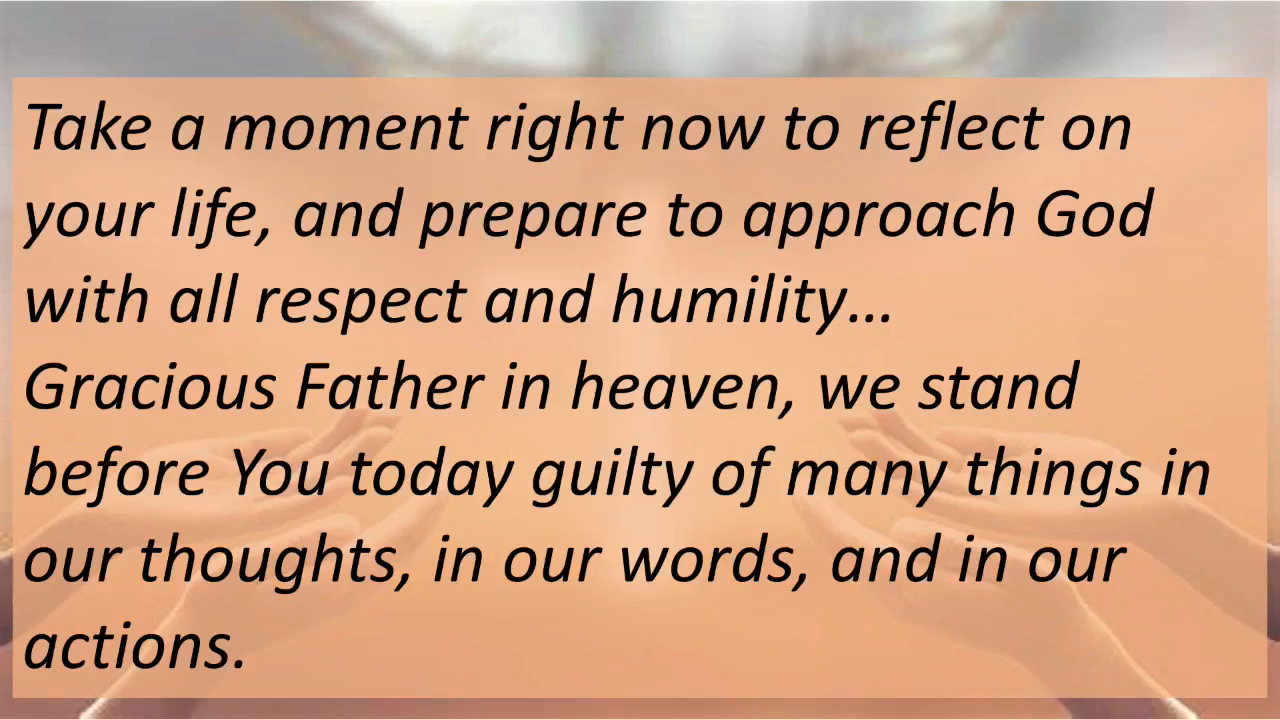 Take a moment right now to reflect on
your life, and prepare to approach God
with all respect and humility…
Gracious Father in heaven, we stand
before You today guilty of many things in
our thoughts, in our words, and in our
actions.